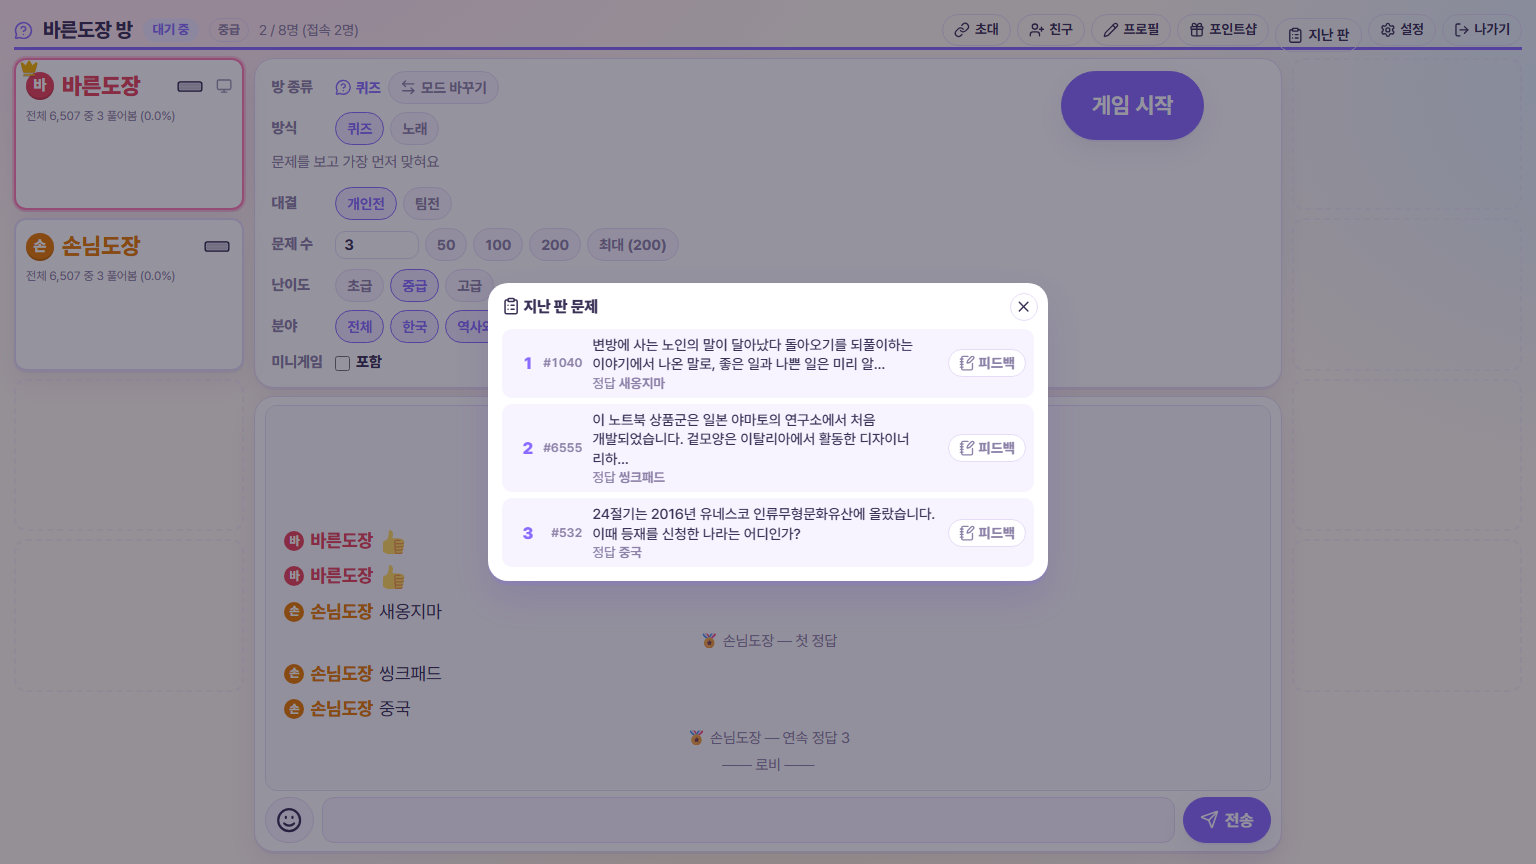 바른도장 방 대기 중 중급 2 / 8명 (접속 2명) 초대 친구 프로필 포인트샵 지난 판 설정 나가기
바 바른도장
전체 6,507 중 3 풀어봄 (0.0%)
손 손님도장
전체 6,507 중 3 풀어봄 (0.0%)
방 종류 퀴즈 모드 바꾸기
게임 시작
방식 퀴즈 노래
문제를 보고 가장 먼저 맞혀요
대결 개인전 팀전
문제 수 3 50 100 200 최대 (200)
난이도 초급 중급 고급
분야 전체 한국
미니게임 포함
지난 판 문제
1 #1040
변방에 사는 노인의 말이 달아났다 돌아오기를 되풀이하는
이야기에서 나온 말로, 좋은 일과 나쁜 일은 미리 알...
정답 새옹지마
피드백
2 #6555
이 노트북 상품군은 일본 야마토의 연구소에서 처음
개발되었습니다. 겉모양은 이탈리아에서 활동한 디자이너
리하...
정답 씽크패드
피드백
3 #532
24절기는 2016년 유네스코 인류무형문화유산에 올랐습니다.
이때 등재를 신청한 나라는 어디인가?
정답 중국
피드백
바 바른도장 👍
바 바른도장 👍
손 손님도장 새옹지마
손님도장 — 첫 정답
손 손님도장 씽크패드
손 손님도장 중국
손님도장 — 연속 정답 3
—— 로비 ——
전송